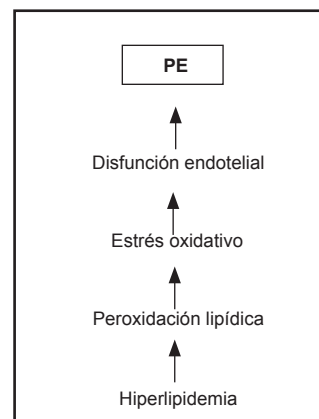 PE
Disfunción endotelial
Estrés oxidativo
Peroxidación lipídica
Hiperlipidemia